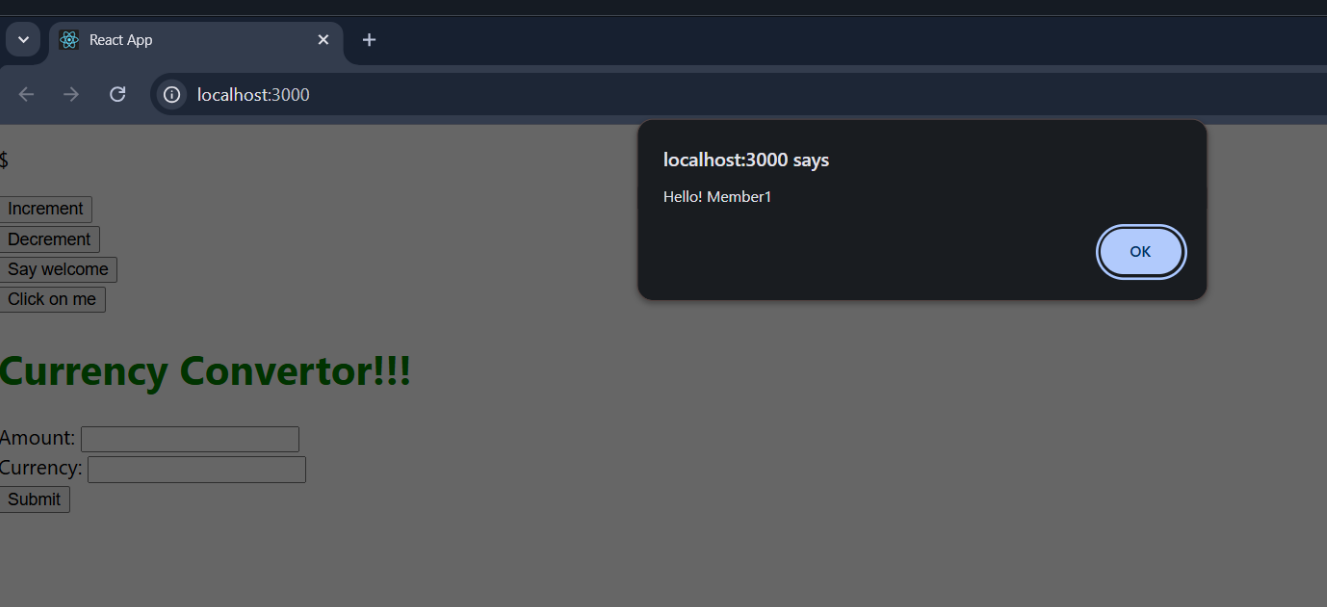 React App
localhost:3000
localhost:3000 says
Hello! Member1
OK
$
Increment
Decrement
Say welcome
Click on me
Currency Convertor!!!
Amount:
Currency:
Submit